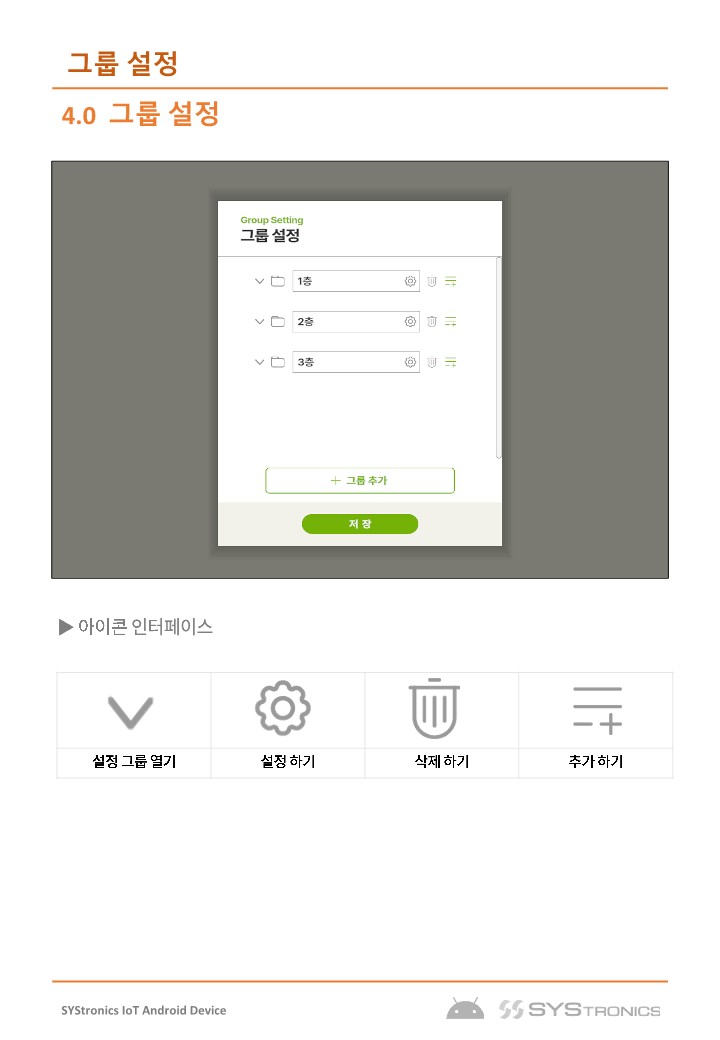 그룹 설정
4.0 그룹 설정
Group Setting
그룹 설정
1층
2층
3층
+ 그룹 추가
저 장
▶ 아이콘 인터페이스
설정 그룹 열기
설정 하기
삭제 하기
추가 하기
SYStronics IoT Android Device
SYSTRONICS